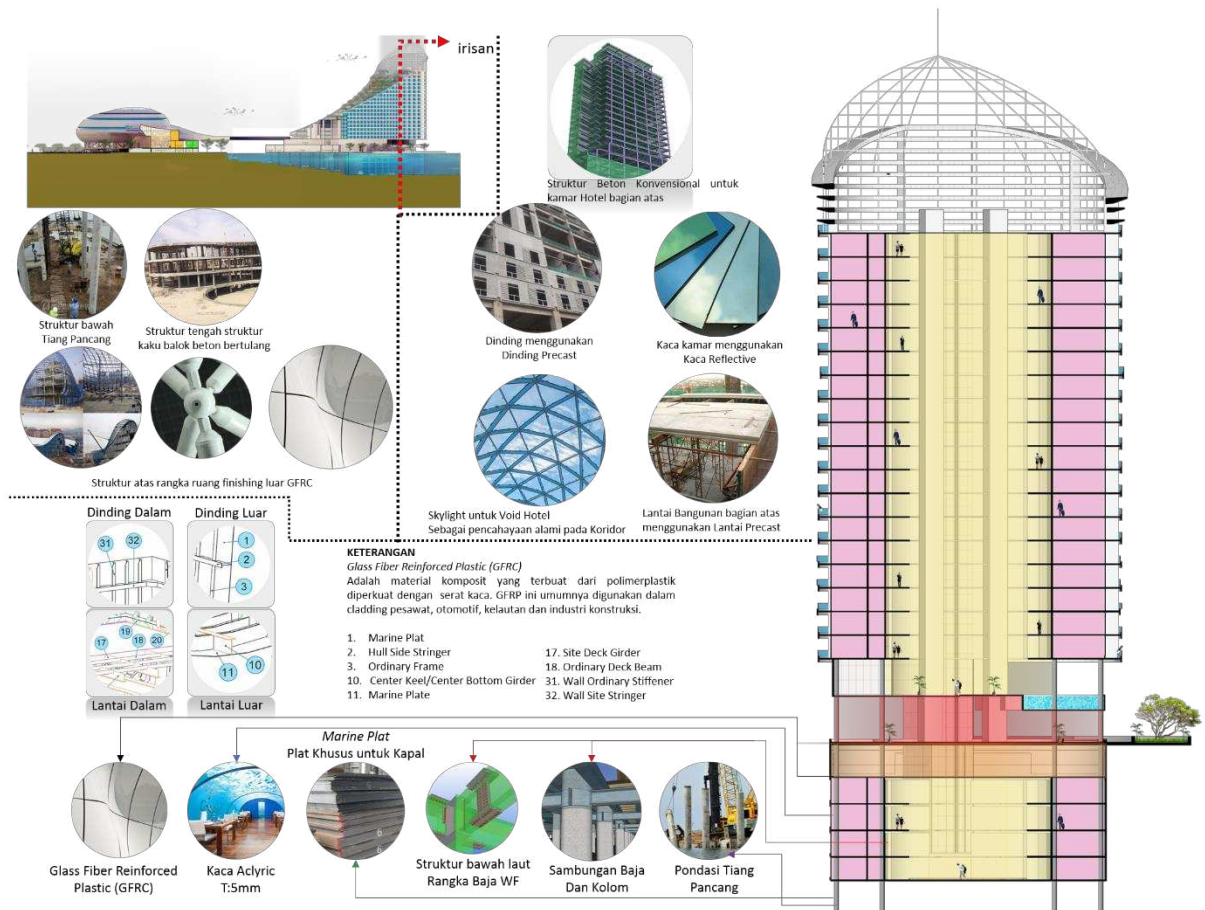 irisan
Struktur Beton Konvensional untuk
kamar Hotel bagian atas
Struktur bawah
Tiang Pancang
Struktur tengah struktur
kaku balok beton bertulang
Dinding menggunakan
Dinding Precast
Kaca kamar menggunakan
Kaca Reflective
Struktur atas rangka ruang finishing luar GFRC
Skylight untuk Void Hotel
Sebagai pencahayaan alami pada Koridor
Lantai Bangunan bagian atas
menggunakan Lantai Precast
Dinding Dalam
Dinding Luar
31
32
1
2
3
17
19
18
20
11
10
Lantai Dalam
Lantai Luar
KETERANGAN
Glass Fiber Reinforced Plastic (GFRC)
Adalah material komposit yang terbuat dari polimerplastik
diperkuat dengan serat kaca. GFRP ini umumnya digunakan dalam
cladding pesawat, otomotif, kelautan dan industri konstruksi.
1. Marine Plat
2. Hull Side Stringer
3. Ordinary Frame
10. Center Keel/Center Bottom Girder
11. Marine Plate
17. Site Deck Girder
18. Ordinary Deck Beam
31. Wall Ordinary Stiffener
32. Wall Site Stringer
Marine Plat
Plat Khusus untuk Kapal
6
6
Glass Fiber Reinforced
Plastic (GFRC)
Kaca Aclyric
T:5mm
Struktur bawah laut
Rangka Baja WF
Sambungan Baja
Dan Kolom
Pondasi Tiang
Pancang